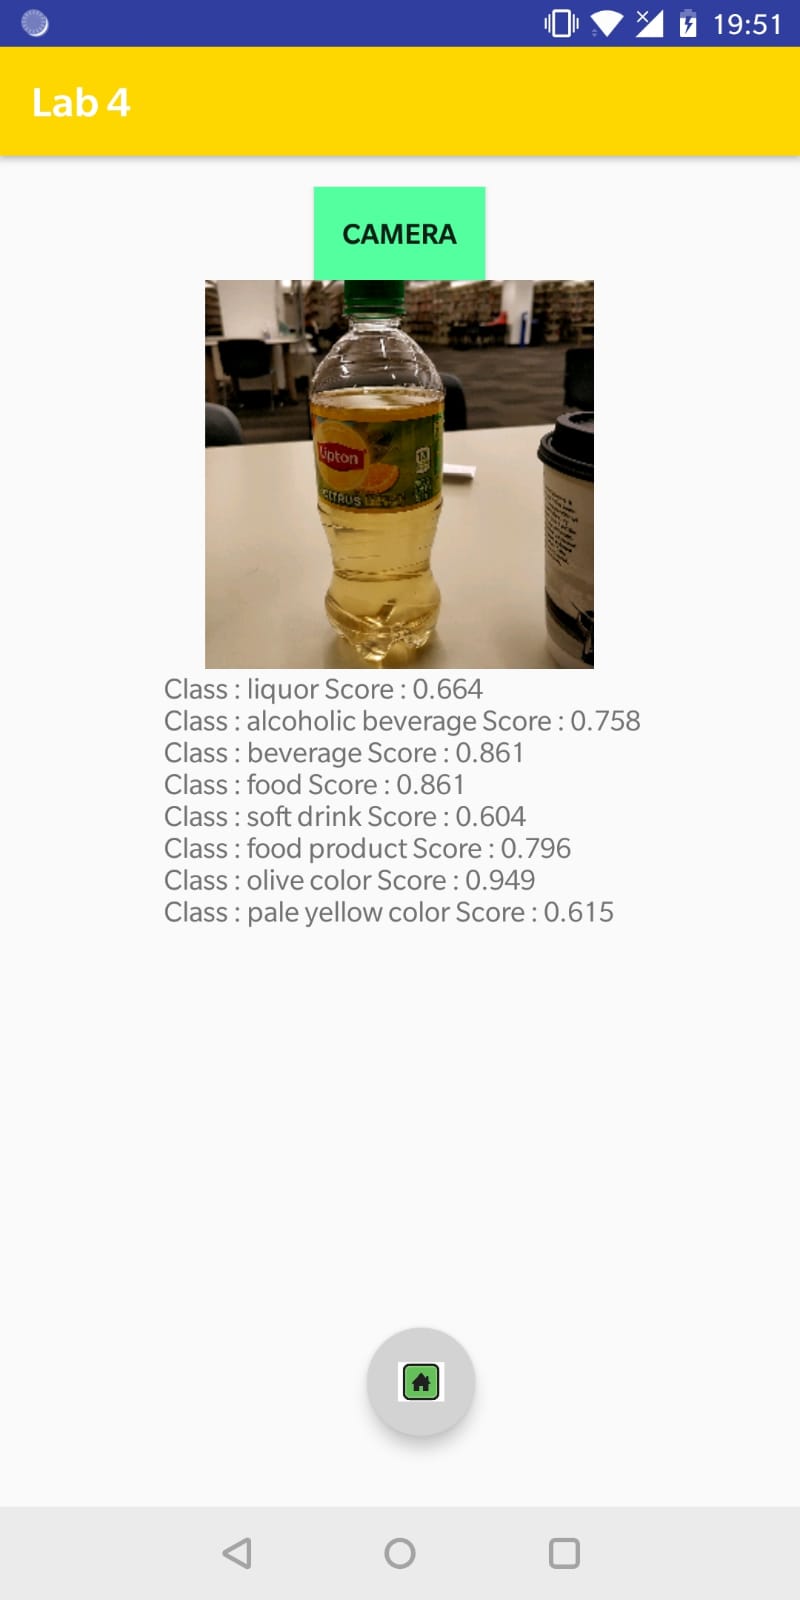 19:51
Lab 4
CAMERA
Lipton
CITRUS
Class : liquor Score : 0.664
Class : alcoholic beverage Score : 0.758
Class : beverage Score : 0.861
Class : food Score : 0.861
Class : soft drink Score : 0.604
Class : food product Score : 0.796
Class : olive color Score : 0.949
Class : pale yellow color Score : 0.615